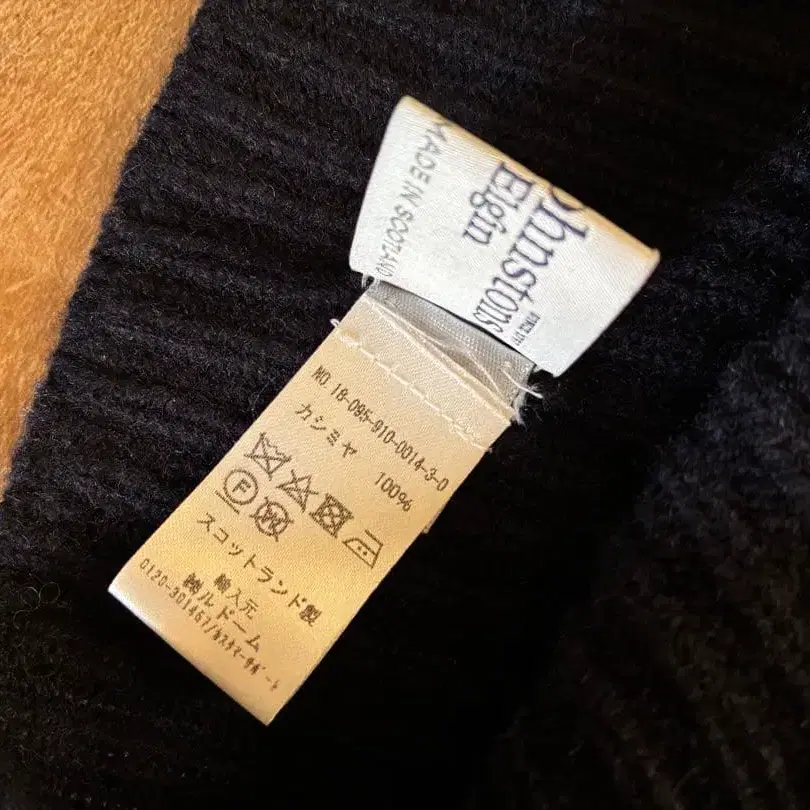 Johnstons
Elgin
SINCE 1797
MADE IN SCOTLAND
NO.18-095-910-0014-3-0
カシミヤ 100%
F
W
スコットランド製
輸入元
㈱ルドーム
0120-301457/ｶｽﾀﾏｰｻﾎﾟｰﾄ